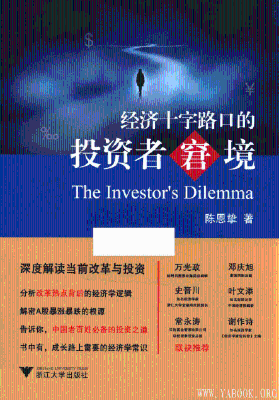 $
¥
‰
经济十字路口的
投资者窘境
The Investor's Dilemma
陈恩挚 著
深度解读当前改革与投资
分析改革热点背后的经济学逻辑
解密A股暴涨暴跌的根源
告诉你,中国老百姓必备的投资之道
书中有,成长路上需要的经济学常识
万光政
邓庆旭
史晋川
叶文添
常永涛
谢作诗
联袂推荐
浙江大学出版社
WWW.YABOOK.ORG